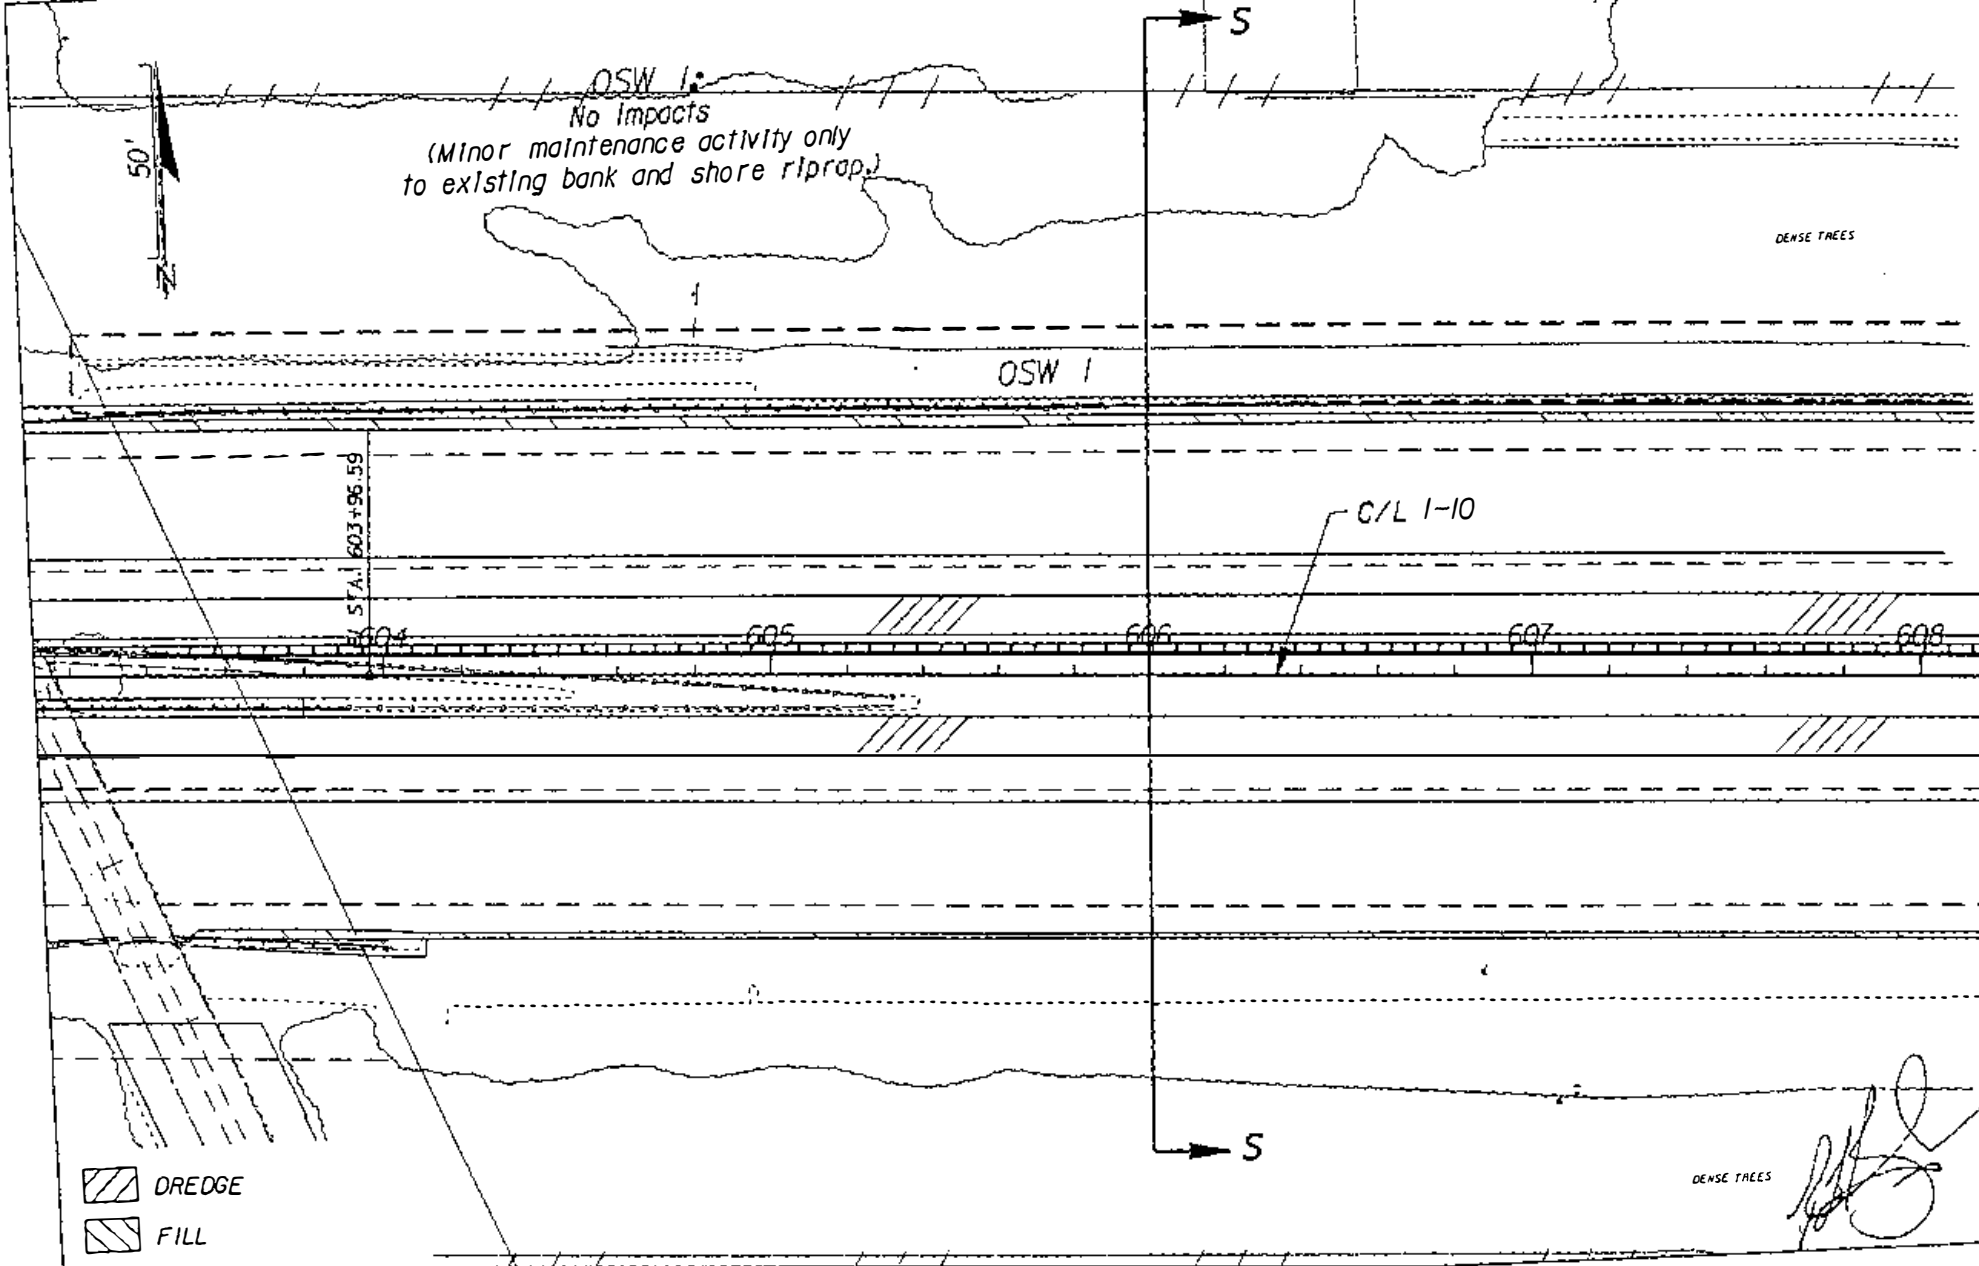 S
OSW 1
No Impacts
(Minor maintenance activity only
to existing bank and shore riprap.)
50'
N
DENSE TREES
OSW 1
STA. 603+96.59
C/L I-10
604
605
606
607
608
S
DENSE TREES
DREDGE
FILL